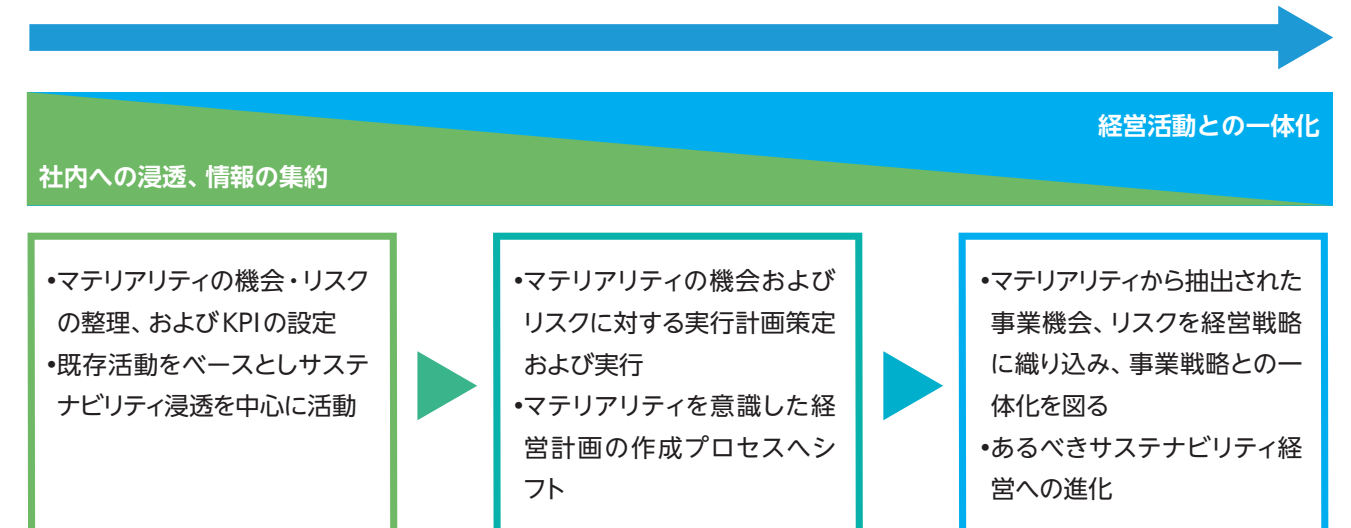 経営活動との一体化
社内への浸透、情報の集約
•マテリアリティの機会・リスク
の整理、およびKPIの設定
•既存活動をベースとしサステ
ナビリティ浸透を中心に活動
•マテリアリティの機会および
リスクに対する実行計画策定
および実行
•マテリアリティを意識した経
営計画の作成プロセスへシ
フト
•マテリアリティから抽出された
事業機会、リスクを経営戦略
に織り込み、事業戦略との一
体化を図る
•あるべきサステナビリティ経
営への進化